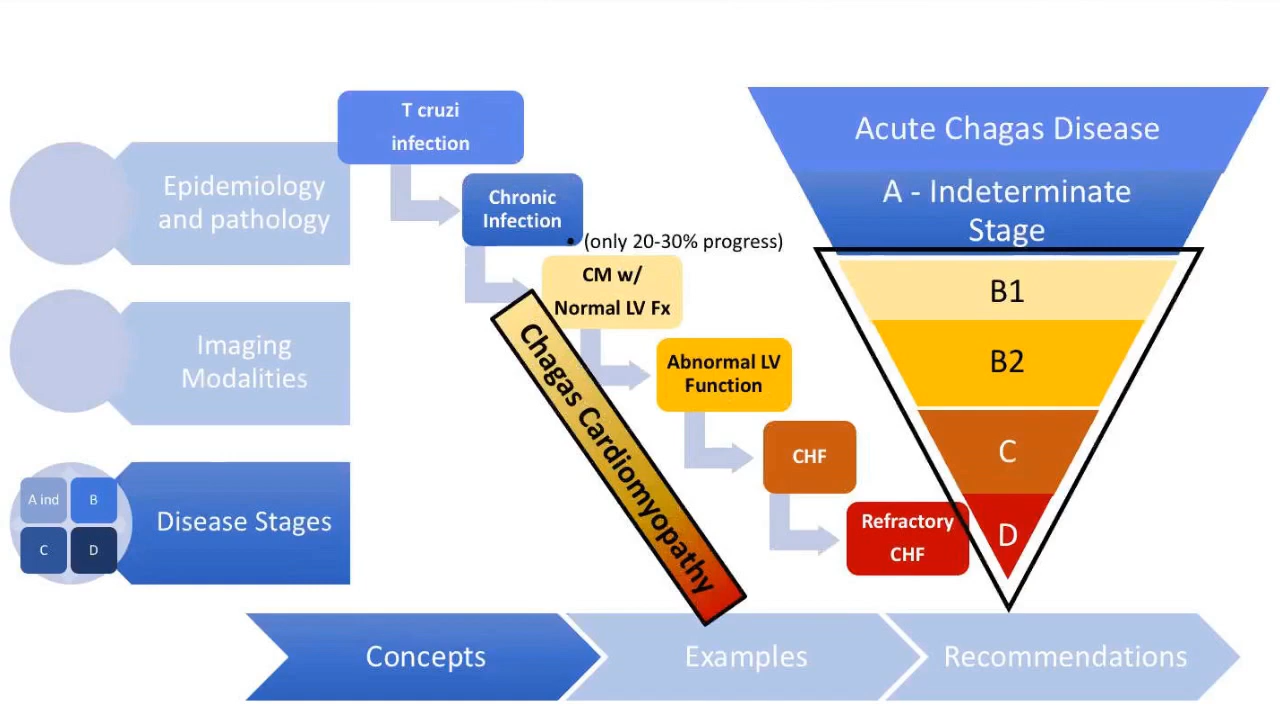 Epidemiology
and pathology
Imaging
Modalities
A ind
B
C
D
Disease Stages
T cruzi
infection
Chronic
Infection
• (only 20-30% progress)
CM w/
Normal LV Fx
Abnormal LV
Function
CHF
Refractory
CHF
Chagas Cardiomyopathy
Acute Chagas Disease
A - Indeterminate
Stage
B1
B2
C
D
Concepts
Examples
Recommendations